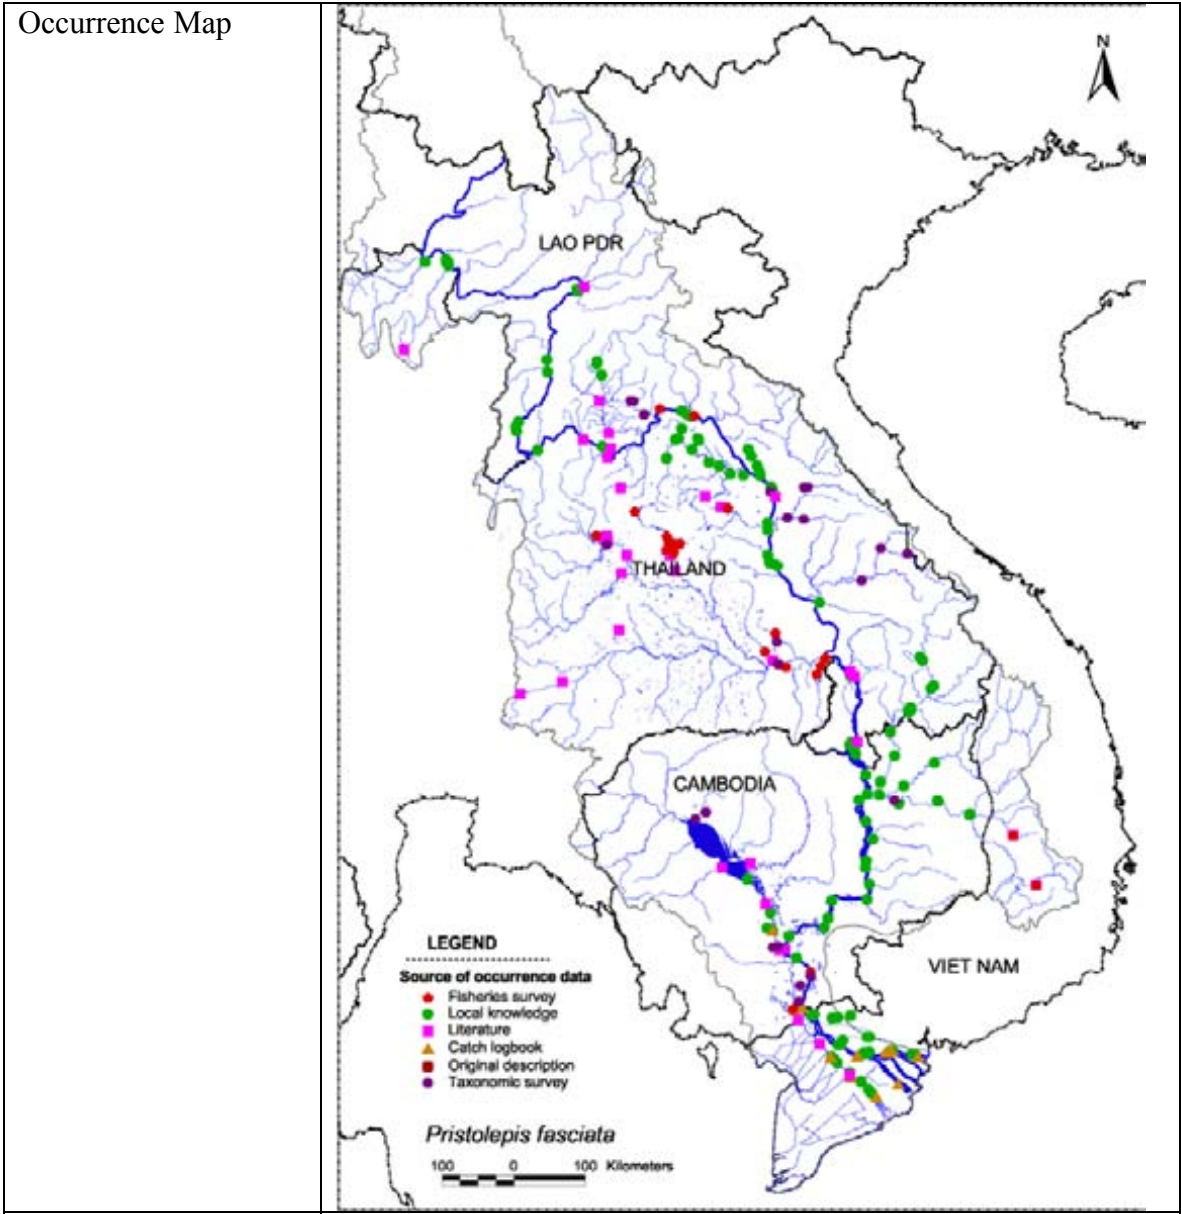 Occurrence Map
N
LAO PDR
THAILAND
CAMBODIA
VIET NAM
LEGEND
Source of occurrence data
Fisheries survey
Local knowledge
Literature
Catch logbook
Original description
Taxonomic survey
Pristolepis fasciata
100 0 100 Kilometers